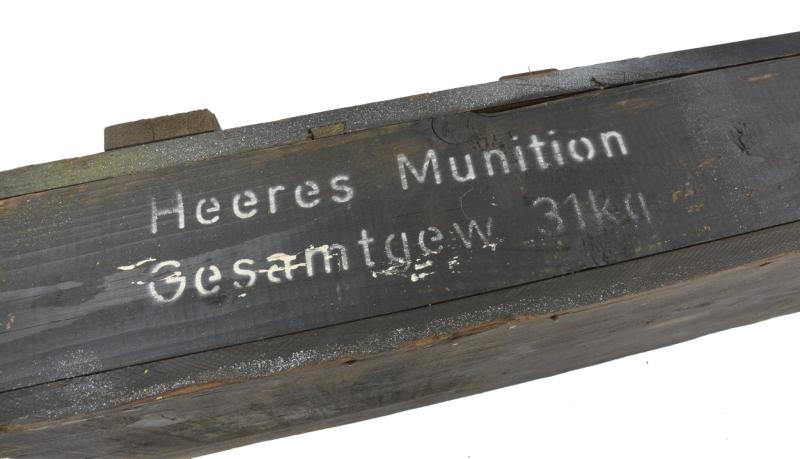 Heeres Munition
Gesamtgew 31kg